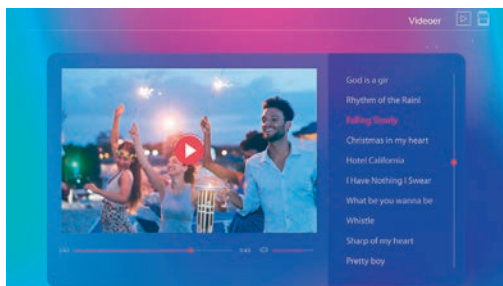 Videoer
God is a gir
Rhythm of the Rainl
Falling Slowly
Christmas in my heart
Hotel California
I Have Nothing I Swear
What be you wanna be
Whistle
Sharp of my heart
Pretty boy